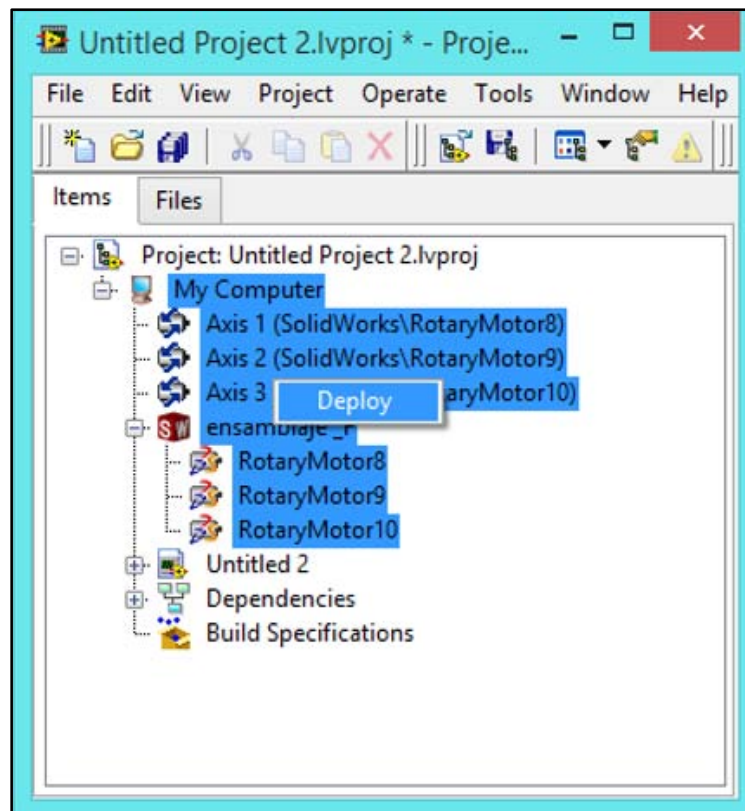 Untitled Project 2.lvproj * - Proje...
File Edit View Project Operate Tools Window Help
Items Files
Project: Untitled Project 2.lvproj
My Computer
Axis 1 (SolidWorks\RotaryMotor8)
Axis 2 (SolidWorks\RotaryMotor9)
Axis 3 aryMotor10)
Deploy
SW ensamblaje_
RotaryMotor8
RotaryMotor9
RotaryMotor10
Untitled 2
Dependencies
Build Specifications